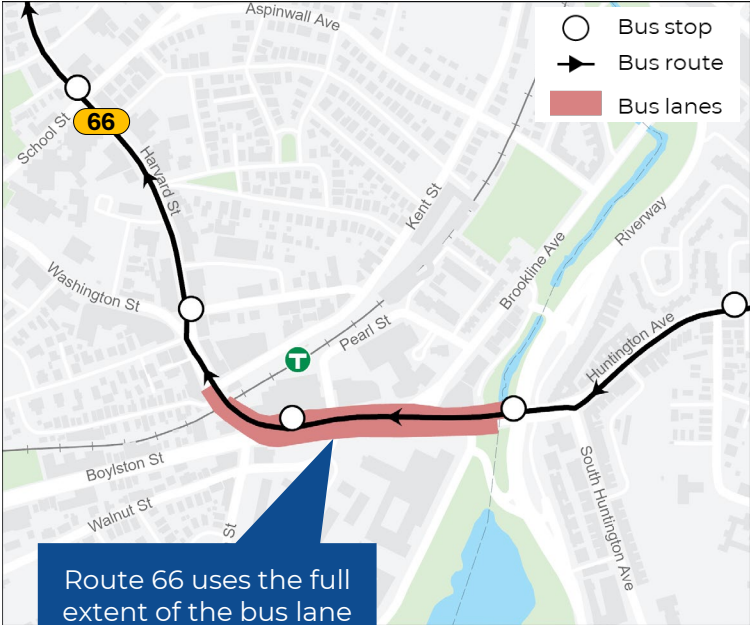 Aspinwall Ave
Bus stop
Bus route
Bus lanes
School St
66
Harvard St
Kent St
Riverway
Brookline Ave
Washington St
Pearl St
Huntington Ave
T
Boylston St
Walnut St
St
South Huntington Ave
Route 66 uses the full
extent of the bus lane